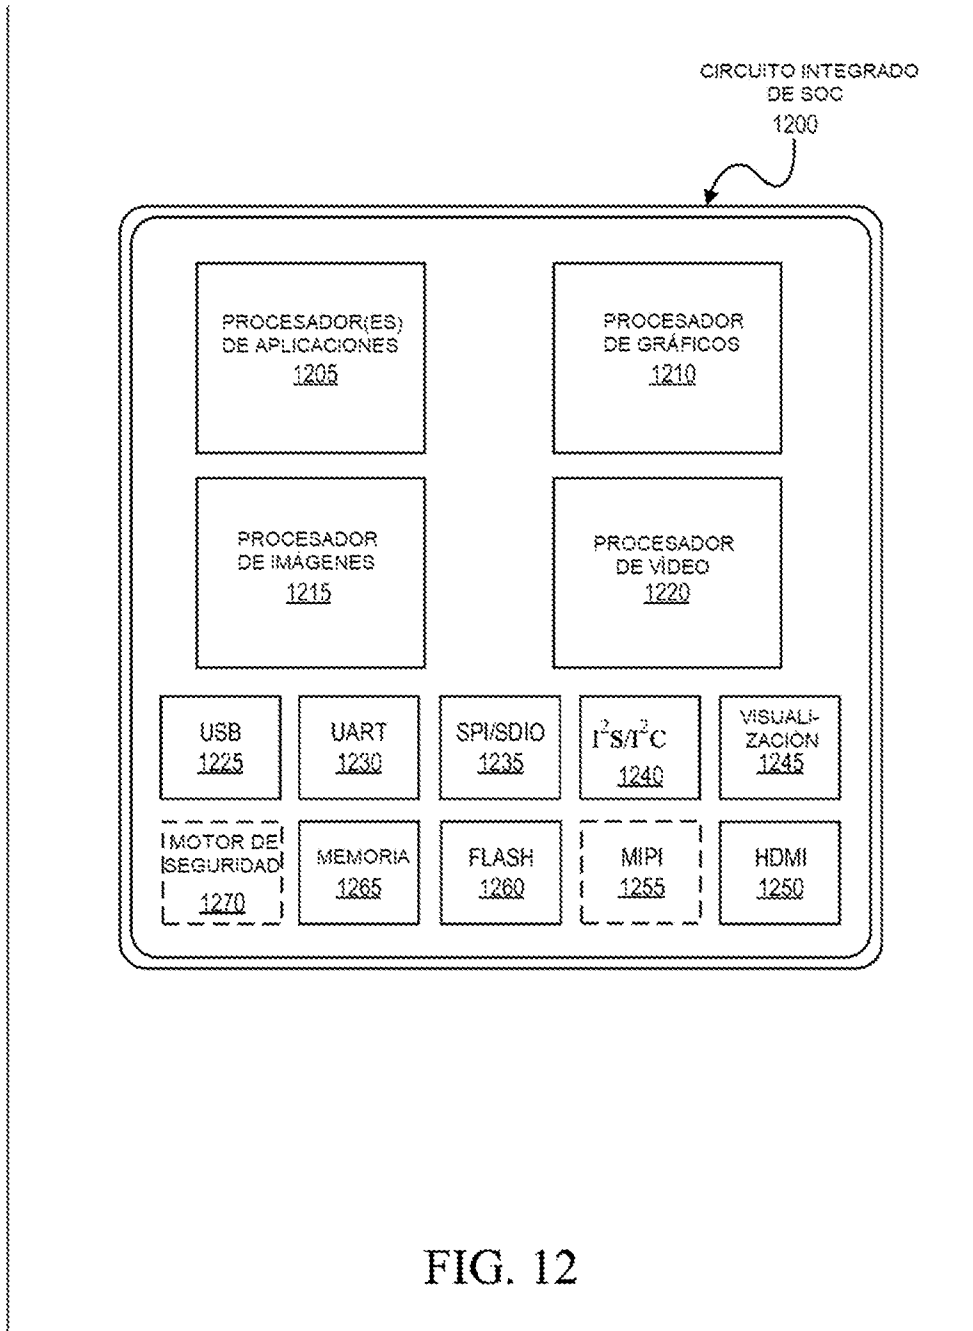 CIRCUITO INTEGRADO
DE SOC
1200
PROCESADOR(ES)
DE APLICACIONES
1205
PROCESADOR
DE GRÁFICOS
1210
PROCESADOR
DE IMÁGENES
1215
PROCESADOR
DE VÍDEO
1220
USB
1225
UART
1230
SPI/SDIO
1235
I²S/I²C
1240
VISUALI-
ZACIÓN
1245
MOTOR DE
SEGURIDAD
1270
MEMORIA
1265
FLASH
1260
MIPI
1255
HDMI
1250
FIG. 12